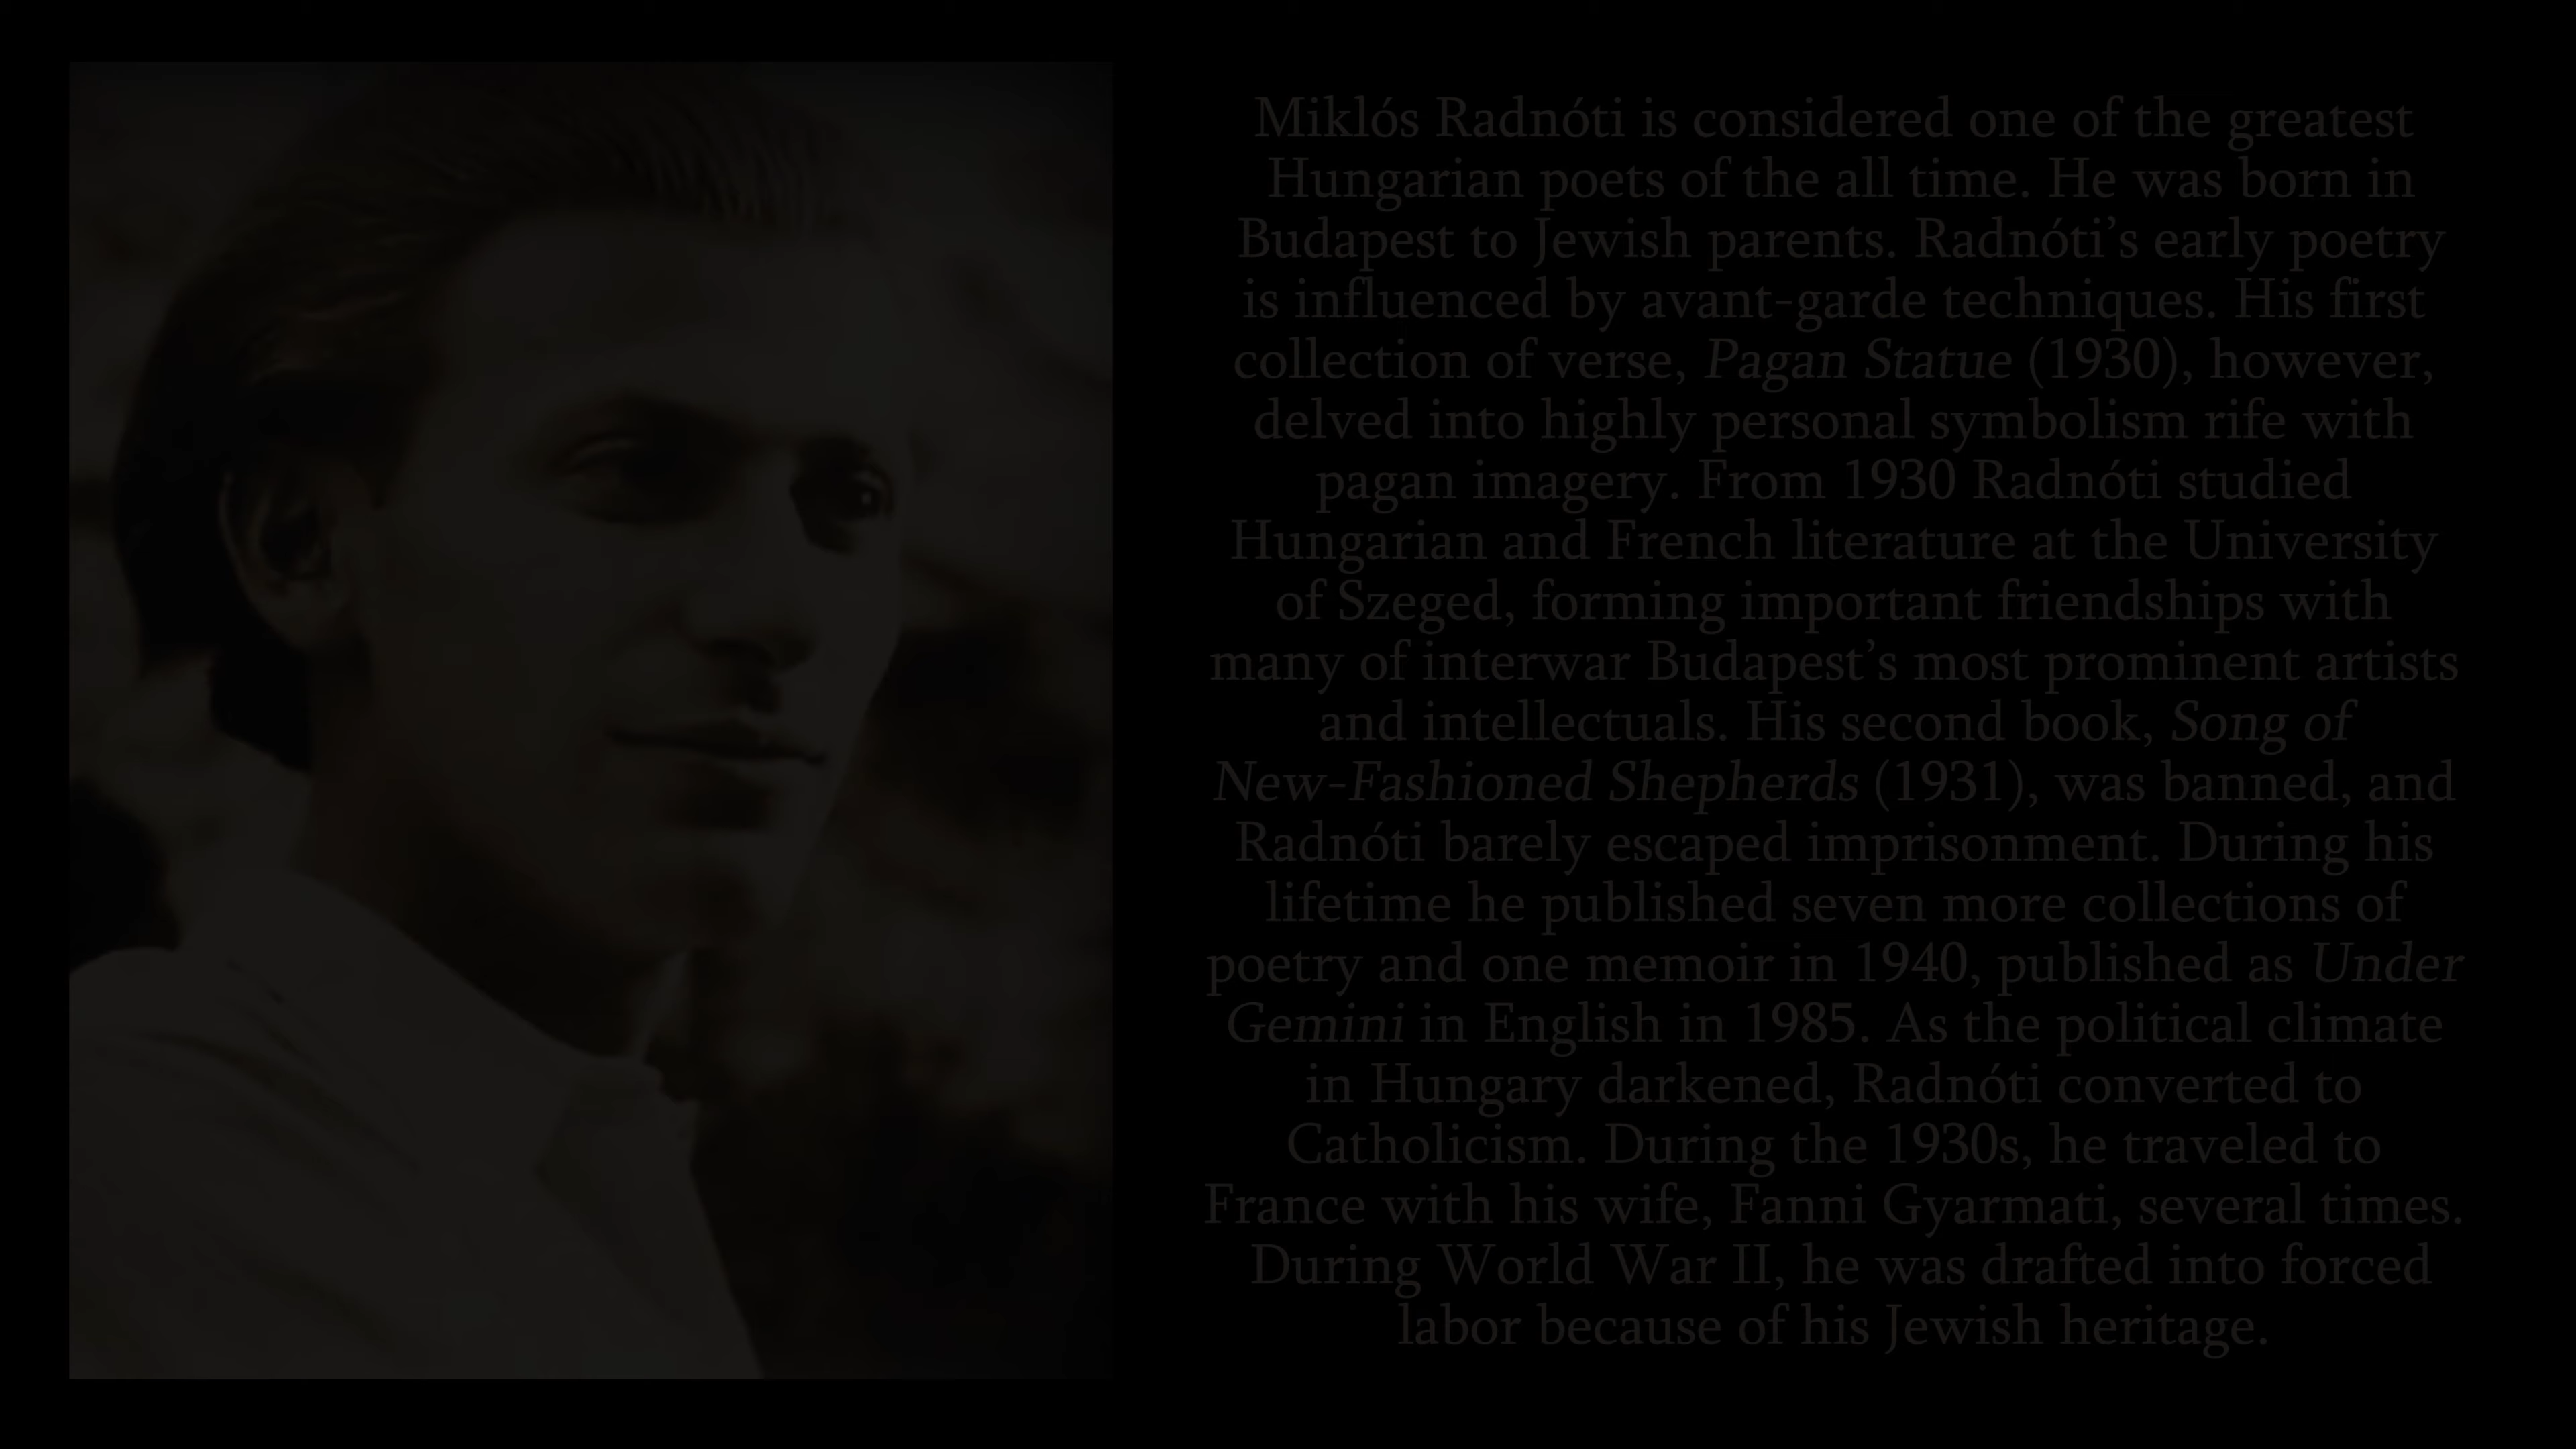 Miklós Radnóti is considered one of the greatest
Hungarian poets of the all time. He was born in
Budapest to Jewish parents. Radnóti’s early poetry
is influenced by avant-garde techniques. His first
collection of verse, Pagan Statue (1930), however,
delved into highly personal symbolism rife with
pagan imagery. From 1930 Radnóti studied
Hungarian and French literature at the University
of Szeged, forming important friendships with
many of interwar Budapest’s most prominent artists
and intellectuals. His second book, Song of
New-Fashioned Shepherds (1931), was banned, and
Radnóti barely escaped imprisonment. During his
lifetime he published seven more collections of
poetry and one memoir in 1940, published as Under
Gemini in English in 1985. As the political climate
in Hungary darkened, Radnóti converted to
Catholicism. During the 1930s, he traveled to
France with his wife, Fanni Gyarmati, several times.
During World War II, he was drafted into forced
labor because of his Jewish heritage.